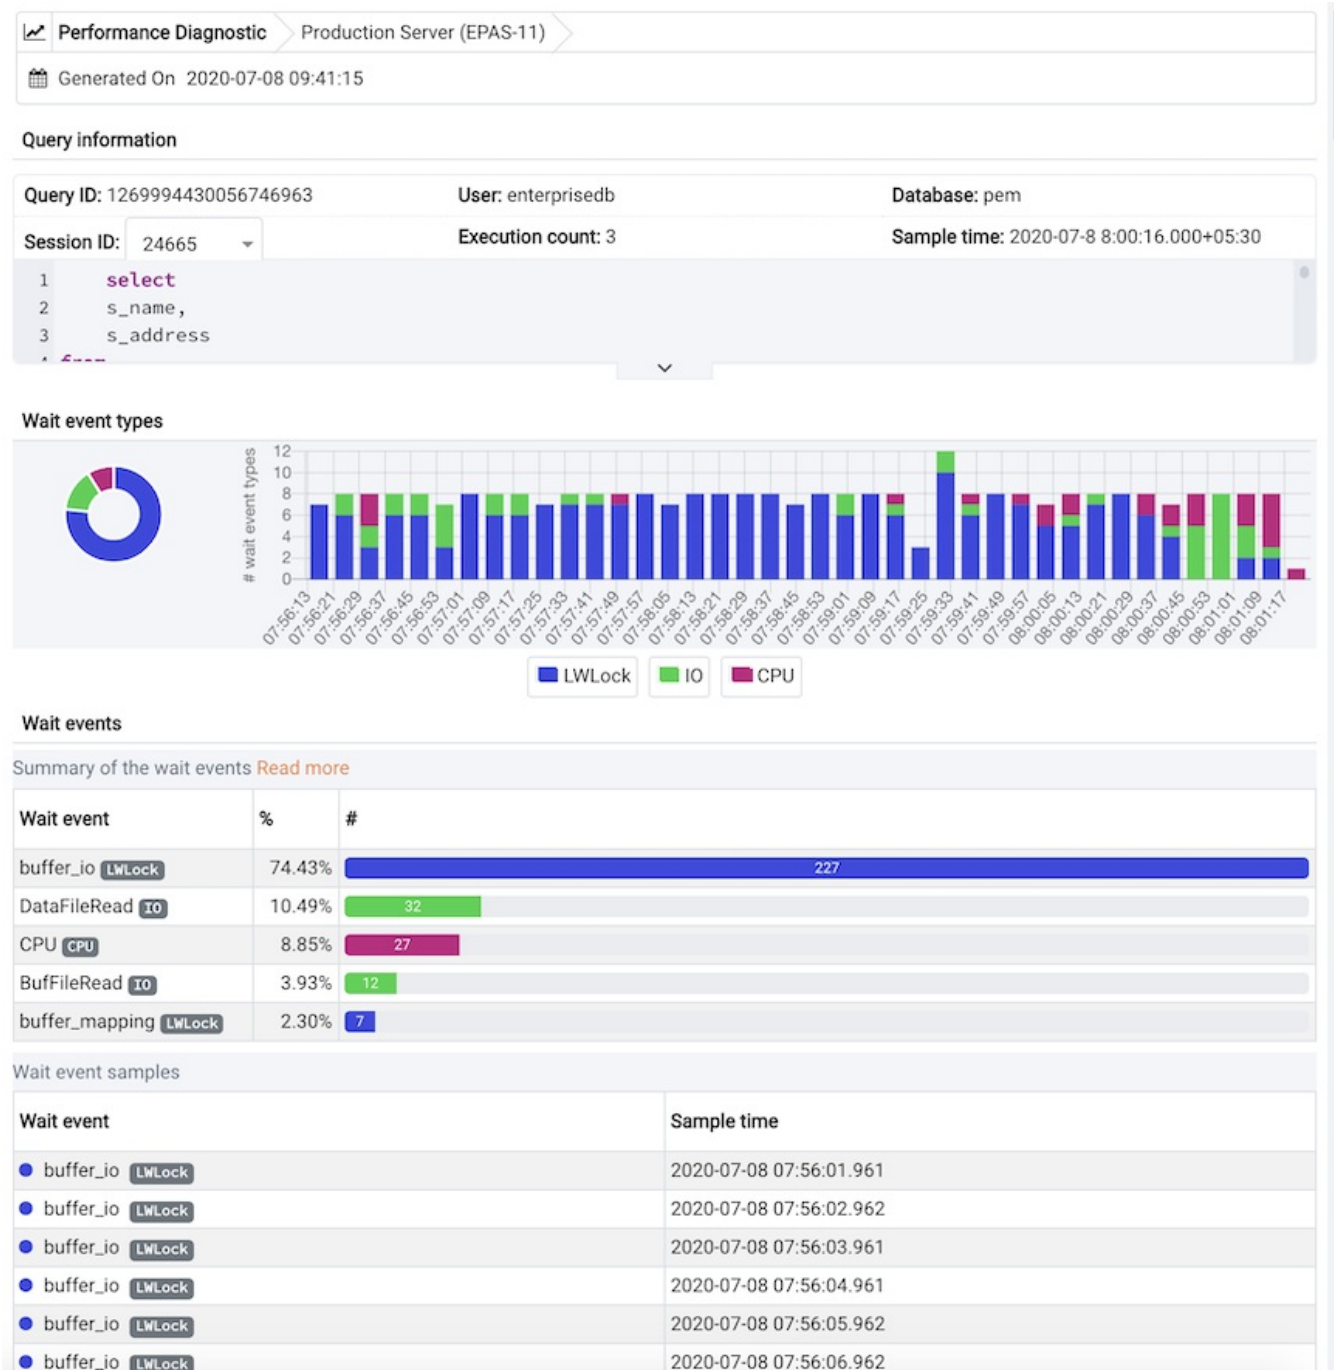 Performance Diagnostic Production Server (EPAS-11)
Generated On 2020-07-08 09:41:15
Query information
Query ID: 1269994430056746963 User: enterprisedb Database: pem
Session ID: 24665 Execution count: 3 Sample time: 2020-07-8 8:00:16.000+05:30
1 select
2 s_name,
3 s_address
4 from
Wait event types
# wait event types
12
10
8
6
4
2
0
07:56:13 07:56:21 07:56:29 07:56:37 07:56:45 07:56:53 07:57:01 07:57:09 07:57:17 07:57:25 07:57:33 07:57:41 07:57:49 07:57:57 07:58:05 07:58:13 07:58:21 07:58:29 07:58:37 07:58:45 07:58:53 07:59:01 07:59:09 07:59:17 07:59:25 07:59:33 07:59:41 07:59:49 07:59:57 08:00:05 08:00:13 08:00:21 08:00:29 08:00:37 08:00:45 08:00:53 08:01:01 08:01:09 08:01:17
LWLock IO CPU
Wait events
Summary of the wait events Read more
Wait event % #
buffer_io LWLock 74.43% 227
DataFileRead IO 10.49% 32
CPU CPU 8.85% 27
BufFileRead IO 3.93% 12
buffer_mapping LWLock 2.30% 7
Wait event samples
Wait event Sample time
buffer_io LWLock 2020-07-08 07:56:01.961
buffer_io LWLock 2020-07-08 07:56:02.962
buffer_io LWLock 2020-07-08 07:56:03.961
buffer_io LWLock 2020-07-08 07:56:04.961
buffer_io LWLock 2020-07-08 07:56:05.962
buffer_io LWLock 2020-07-08 07:56:06.962